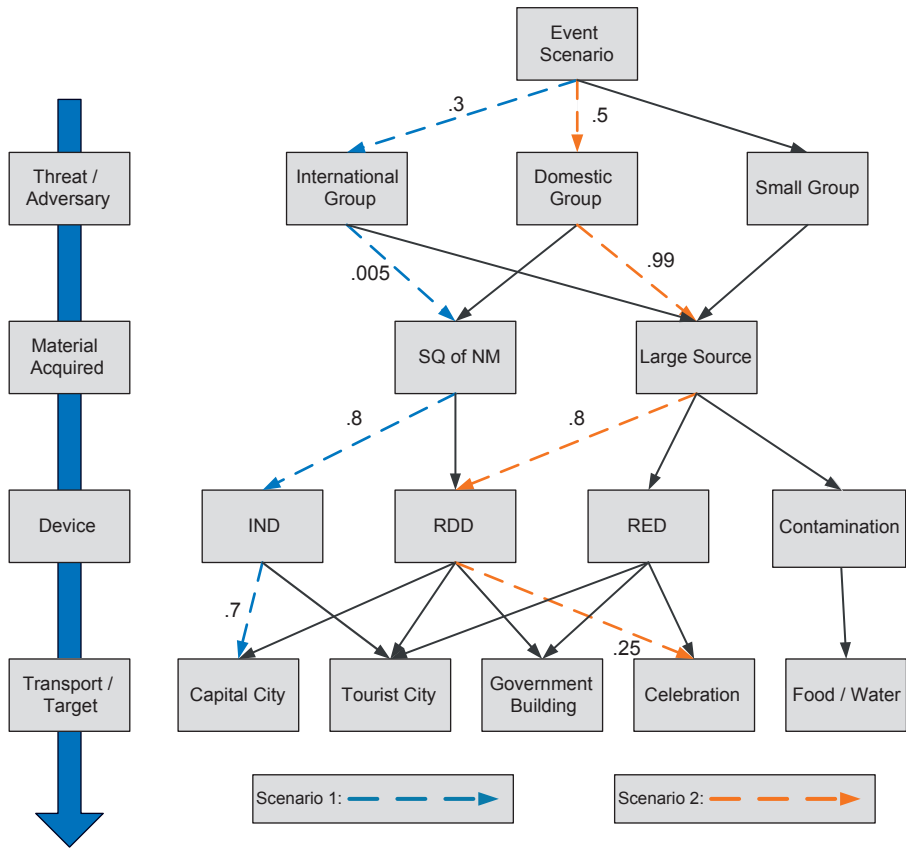 Event
Scenario
.3
.5
Threat /
Adversary
International
Group
Domestic
Group
Small Group
.005
.99
Material
Acquired
SQ of NM
Large Source
.8
.8
Device
IND
RDD
RED
Contamination
.7
.25
Transport /
Target
Capital City
Tourist City
Government
Building
Celebration
Food / Water
Scenario 1:
Scenario 2: